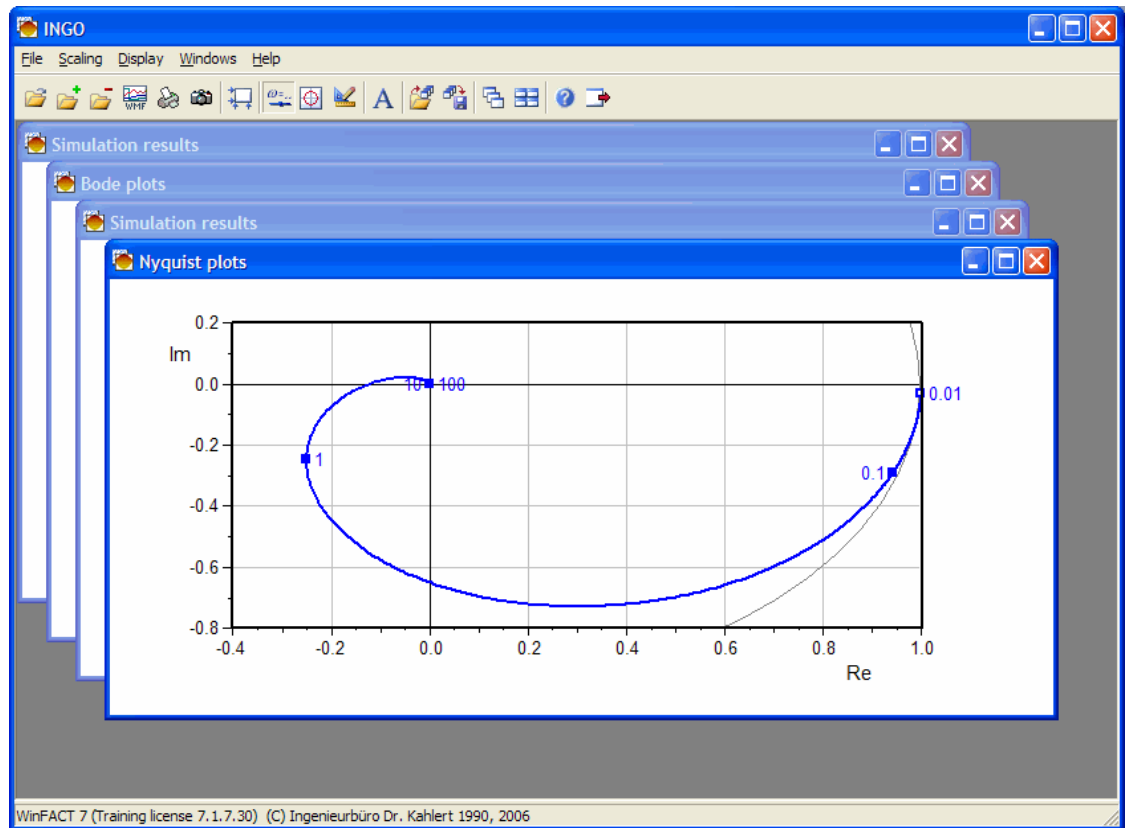 INGO
File Scaling Display Windows Help
WMF
A
Simulation results
Bode plots
Simulation results
Nyquist plots
0.2
Im
0.0
10 100
0.01
-0.2
1
0.1
-0.4
-0.6
-0.8
-0.4 -0.2 0.0 0.2 0.4 0.6 0.8 1.0
Re
WinFACT 7 (Training license 7.1.7.30) (C) Ingenieurbüro Dr. Kahlert 1990, 2006